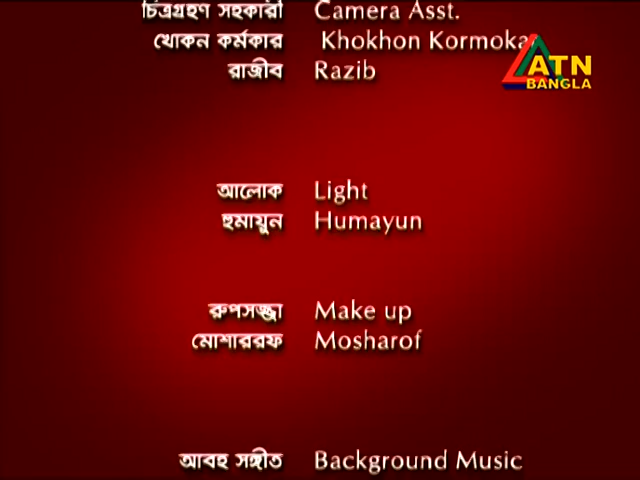 চিত্রগ্রহণ সহকারী Camera Asst.
খোকন কর্মকার Khokhon Kormoka
রাজীব Razib
ATN
BANGLA
আলোক Light
হুমায়ুন Humayun
রুপসজ্জা Make up
মোশাররফ Mosharof
আবহ সঙ্গীত Background Music